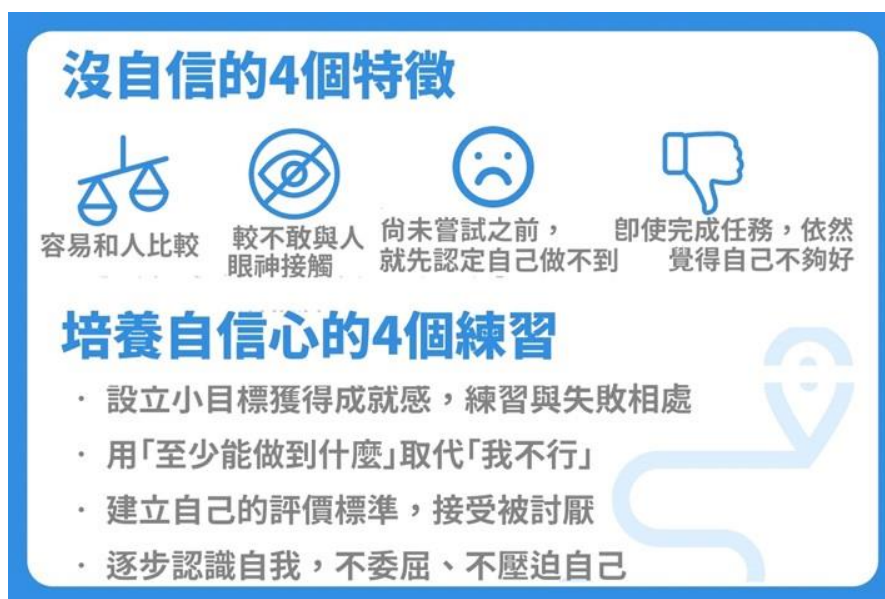 沒自信的4個特徵
容易和人比較
較不敢與人
眼神接觸
尚未嘗試之前，
就先認定自己做不到
即使完成任務，依然
覺得自己不夠好
培養自信心的4個練習
· 設立小目標獲得成就感，練習與失敗相處
· 用「至少能做到什麼」取代「我不行」
· 建立自己的評價標準，接受被討厭
· 逐步認識自我，不委屈、不壓迫自己